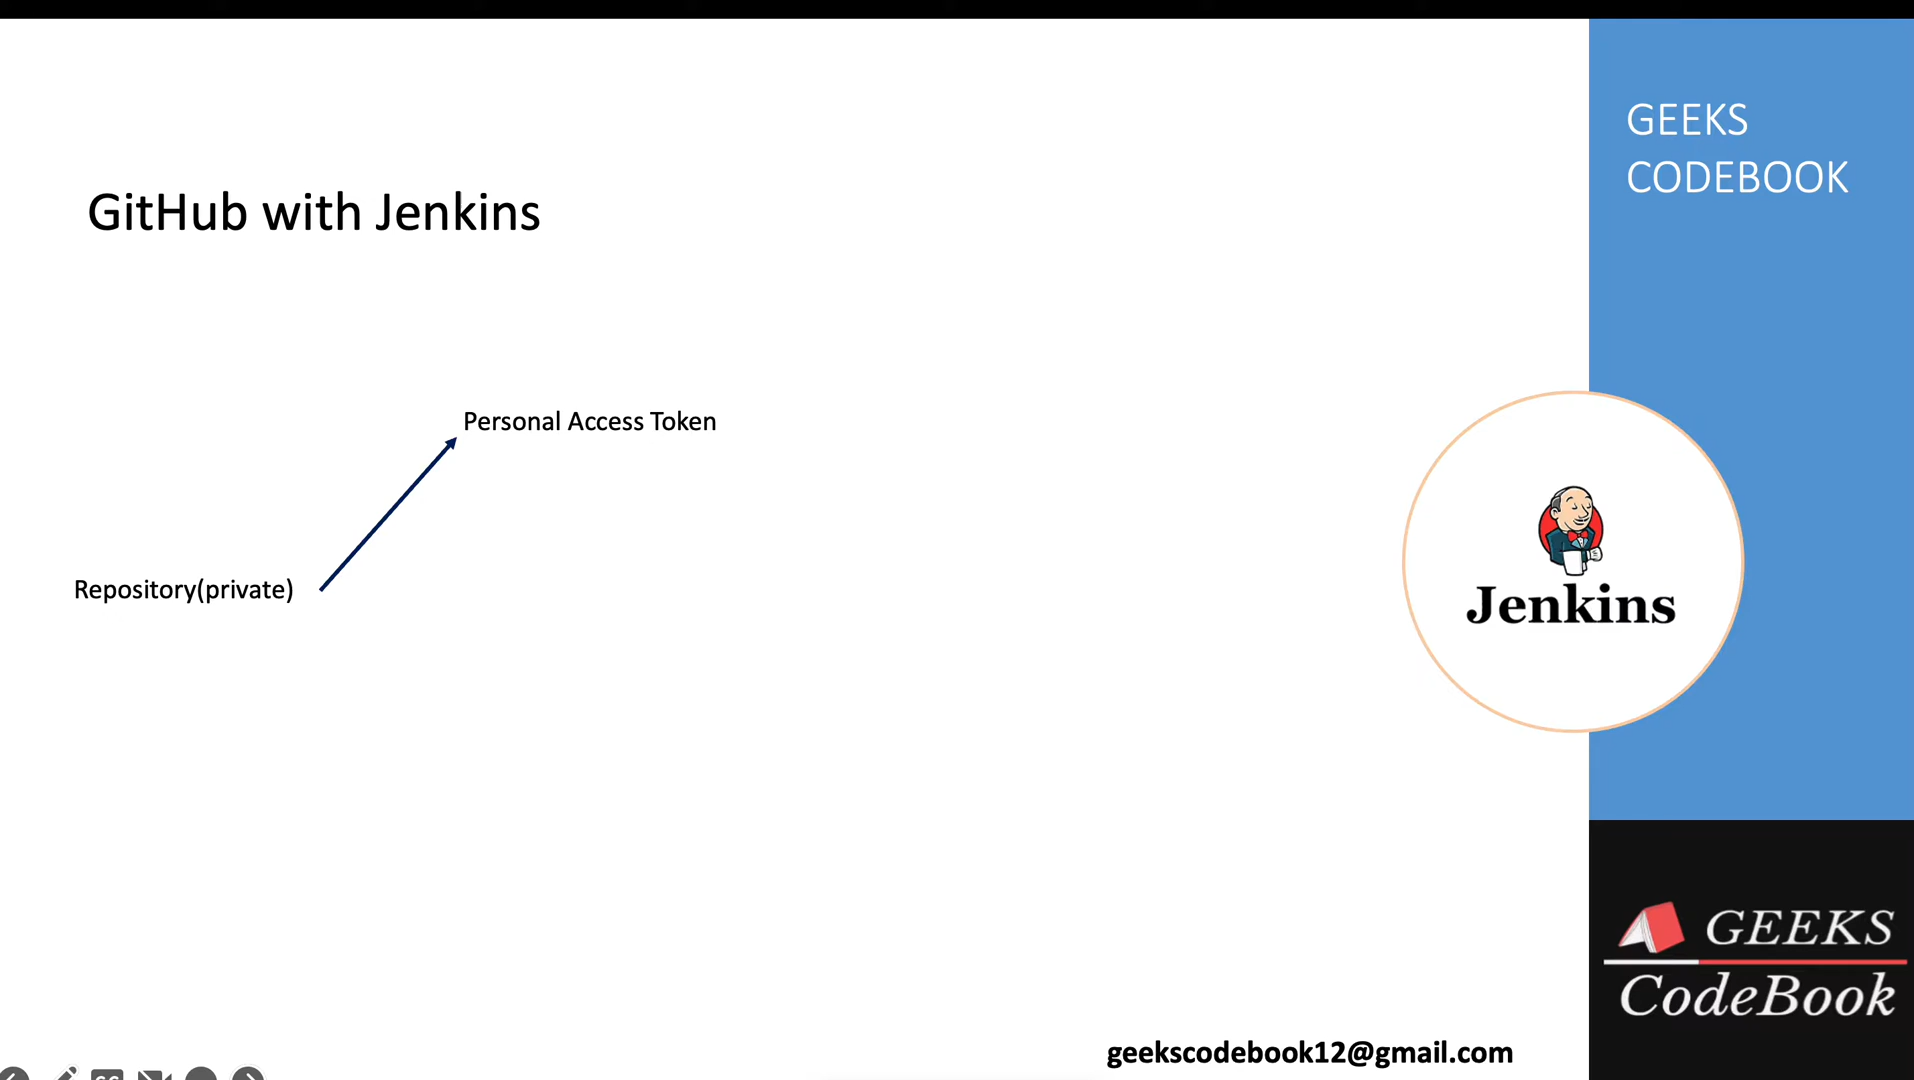 GEEKS
CODEBOOK
GitHub with Jenkins
Personal Access Token
Repository(private)
Jenkins
GEEKS
CodeBook
geekscodebook12@gmail.com